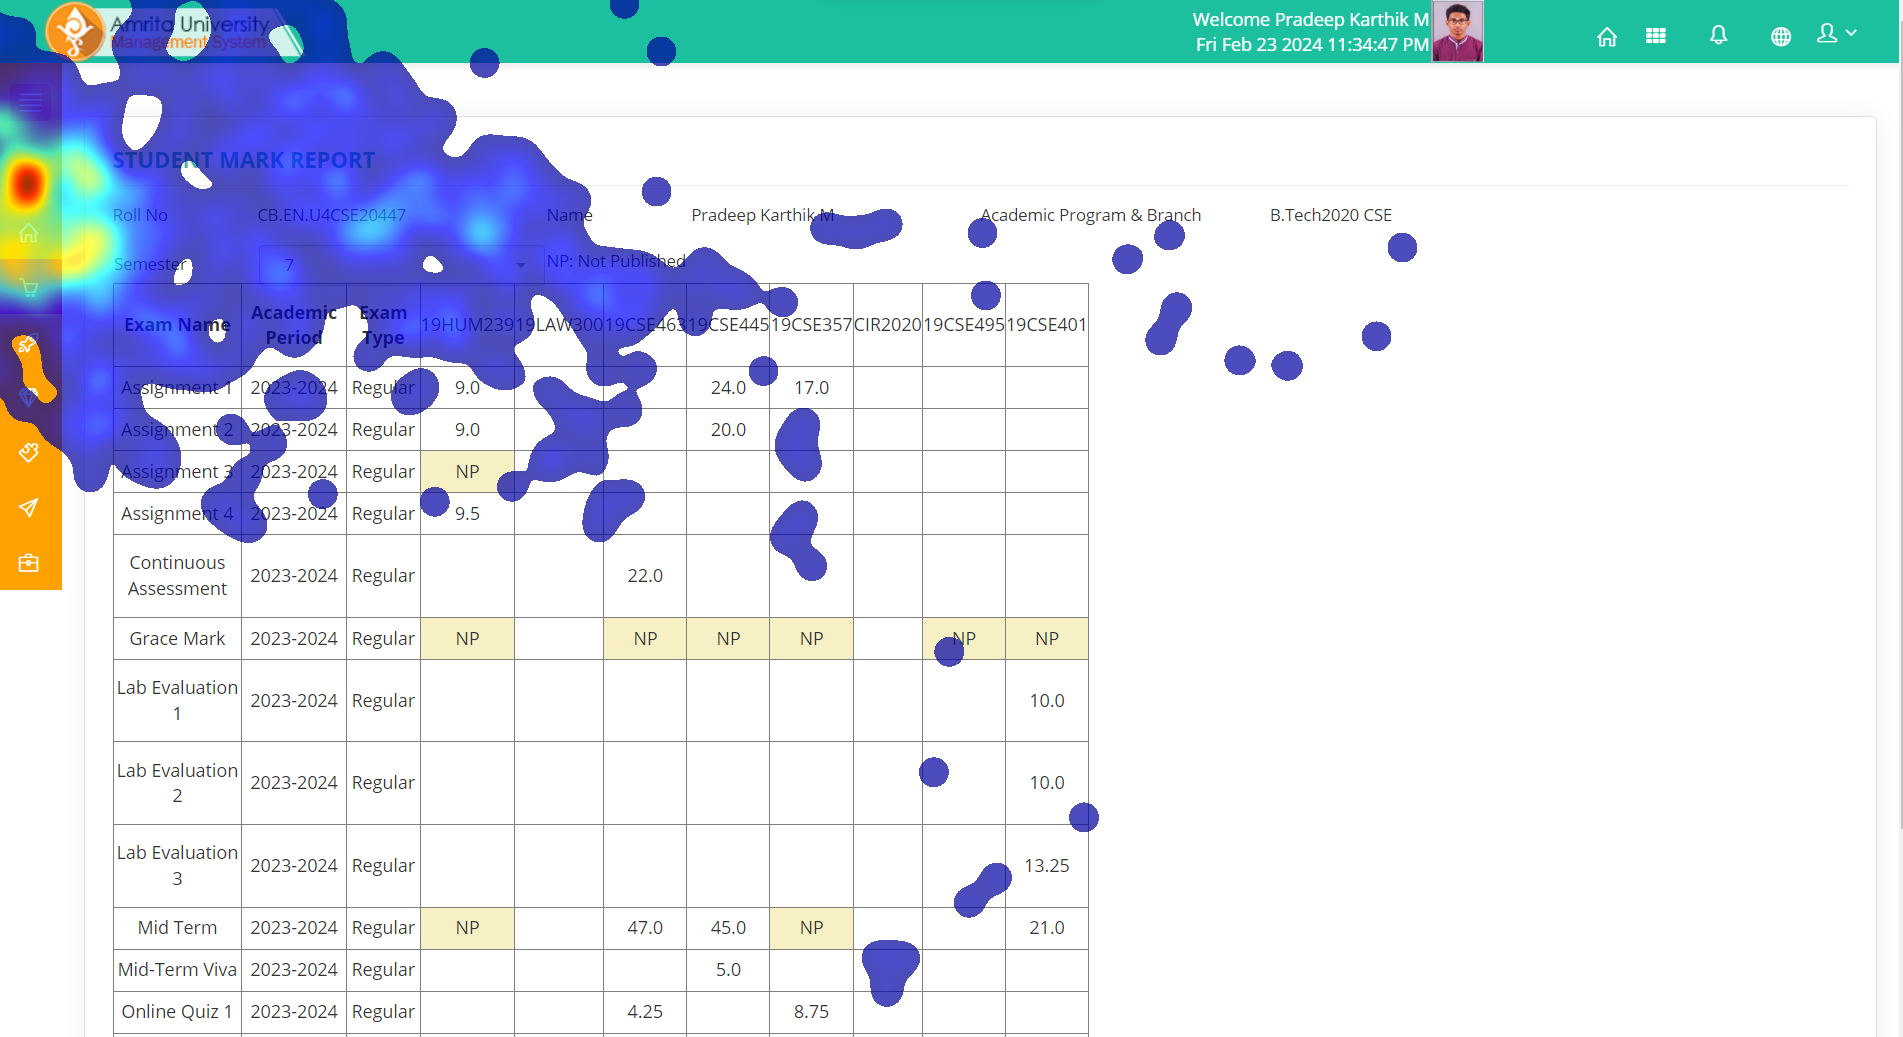 Amrita University
Management System
Welcome Pradeep Karthik M
Fri Feb 23 2024 11:34:47 PM
STUDENT MARK REPORT
Roll No CB.EN.U4CSE20447 Name Pradeep Karthik M Academic Program & Branch B.Tech2020 CSE
Semester 7 NP: Not Published
Exam Name Academic Period Exam Type 19HUM239 19LAW300 19CSE463 19CSE445 19CSE357 CIR2020 19CSE495 19CSE401
Assignment 1 2023-2024 Regular 9.0 24.0 17.0
Assignment 2 2023-2024 Regular 9.0 20.0
Assignment 3 2023-2024 Regular NP
Assignment 4 2023-2024 Regular 9.5
Continuous Assessment 2023-2024 Regular 22.0
Grace Mark 2023-2024 Regular NP NP NP NP NP NP
Lab Evaluation 1 2023-2024 Regular 10.0
Lab Evaluation 2 2023-2024 Regular 10.0
Lab Evaluation 3 2023-2024 Regular 13.25
Mid Term 2023-2024 Regular NP 47.0 45.0 NP 21.0
Mid-Term Viva 2023-2024 Regular 5.0
Online Quiz 1 2023-2024 Regular 4.25 8.75